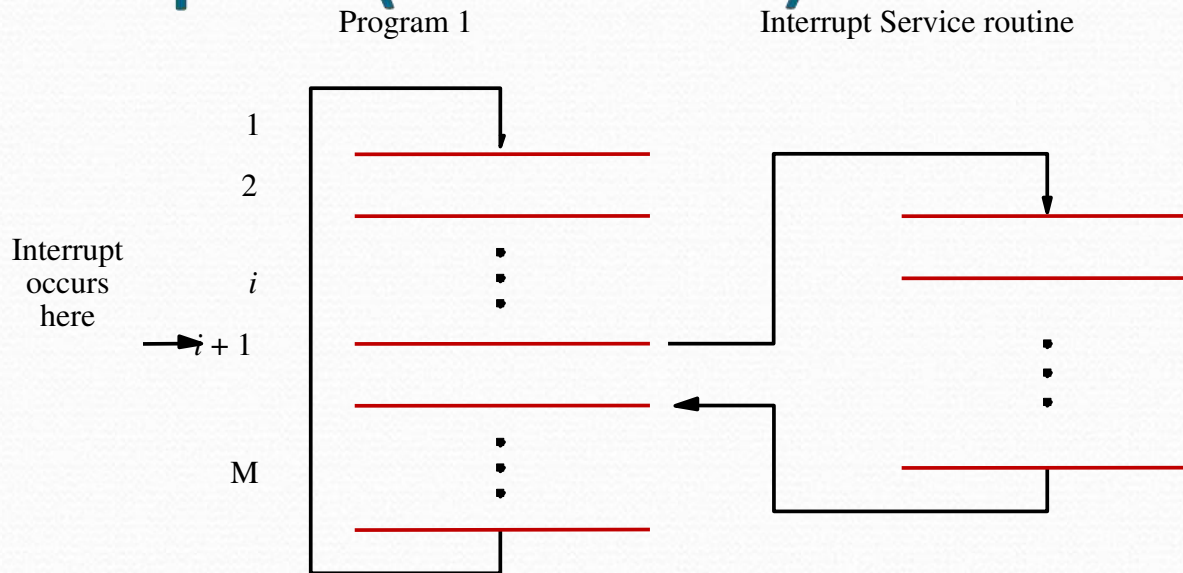 Program 1
Interrupt Service routine
1
2
Interrupt
occurs
here
i
i + 1
M